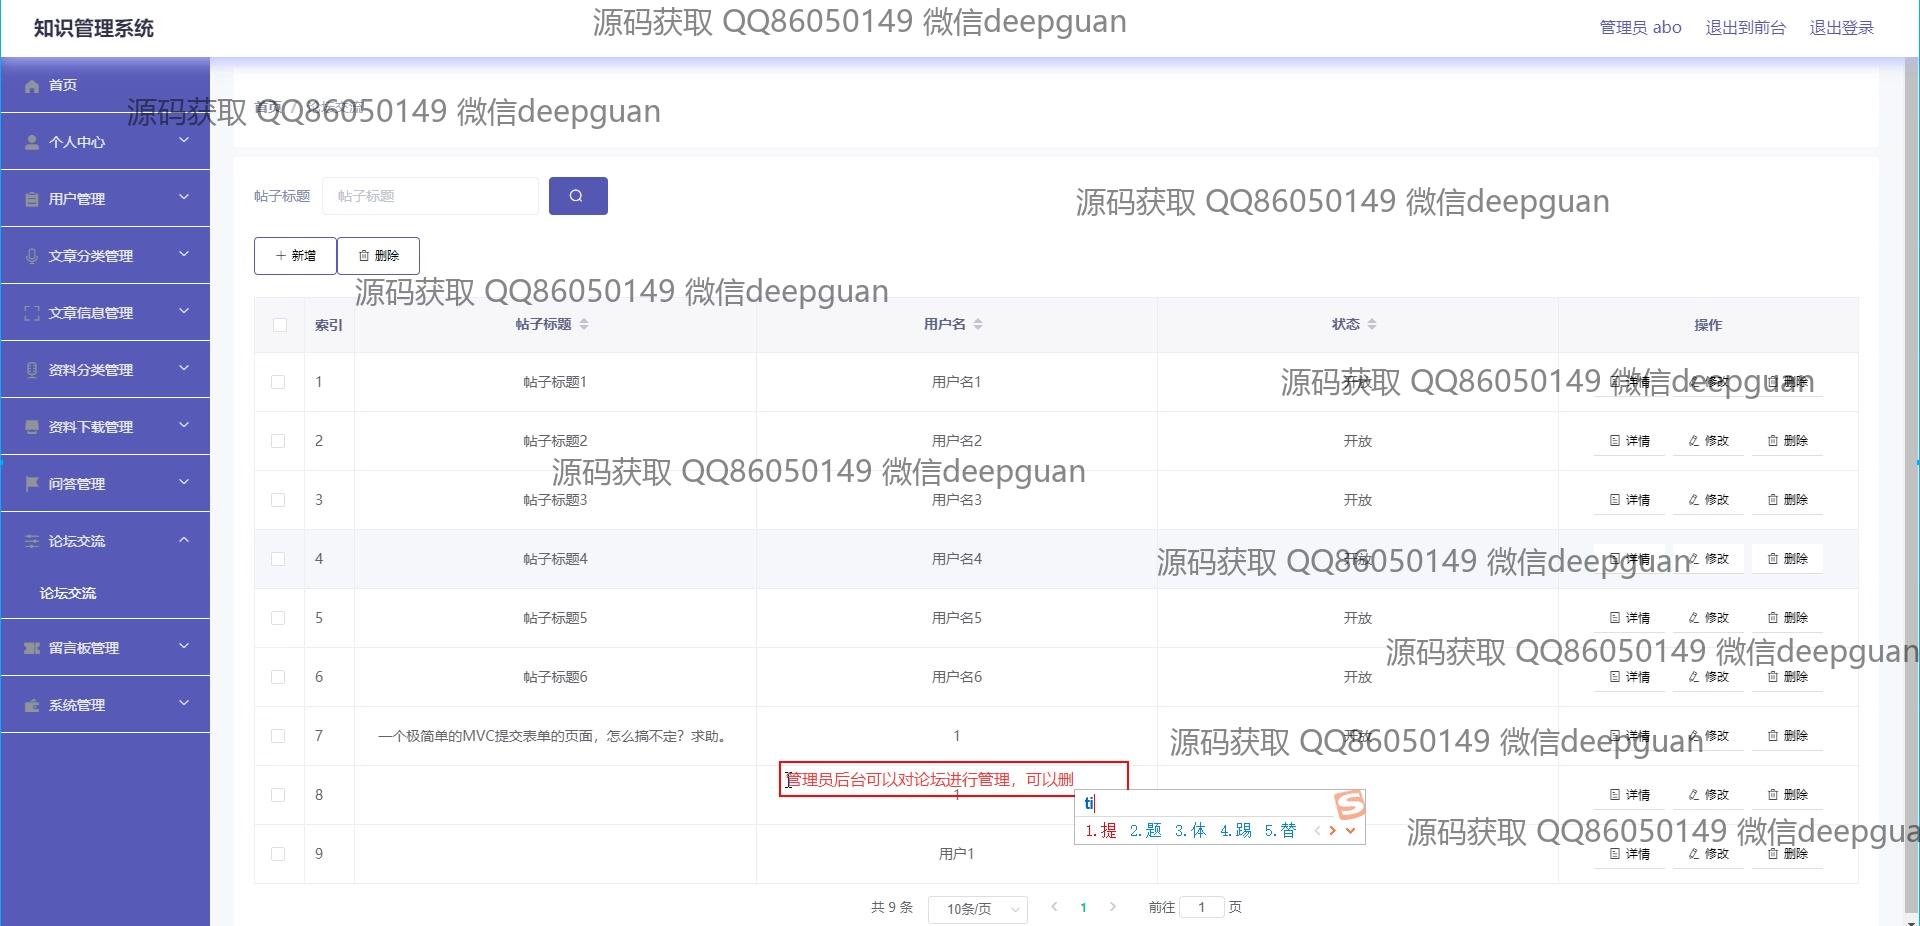 知识管理系统
源码获取 QQ86050149 微信deepguan
管理员 abo 退出到前台 退出登录
首页
源码获取 QQ86050149 微信deepguan
首页 / 论坛交流
个人中心
用户管理
文章分类管理
文章信息管理
资料分类管理
资料下载管理
问答管理
论坛交流
论坛交流
留言板管理
系统管理
帖子标题 帖子标题
源码获取 QQ86050149 微信deepguan
新增 删除
源码获取 QQ86050149 微信deepguan
索引 帖子标题 用户名 状态 操作
1 帖子标题1 用户名1 开放 详情 修改 删除
源码获取 QQ86050149 微信deepguan
2 帖子标题2 用户名2 开放 详情 修改 删除
源码获取 QQ86050149 微信deepguan
3 帖子标题3 用户名3 开放 详情 修改 删除
4 帖子标题4 用户名4 开放 详情 修改 删除
源码获取 QQ86050149 微信deepguan
5 帖子标题5 用户名5 开放 详情 修改 删除
源码获取 QQ86050149 微信deepguan
6 帖子标题6 用户名6 开放 详情 修改 删除
7 一个极简单的MVC提交表单的页面，怎么搞不定？求助。 1 开放 详情 修改 删除
源码获取 QQ86050149 微信deepguan
管理员后台可以对论坛进行管理，可以删
8 1 详情 修改 删除
ti
1.提 2.题 3.体 4.踢 5.替
源码获取 QQ86050149 微信deepgua
9 用户1 详情 修改 删除
共 9 条 10条/页 1 前往 1 页